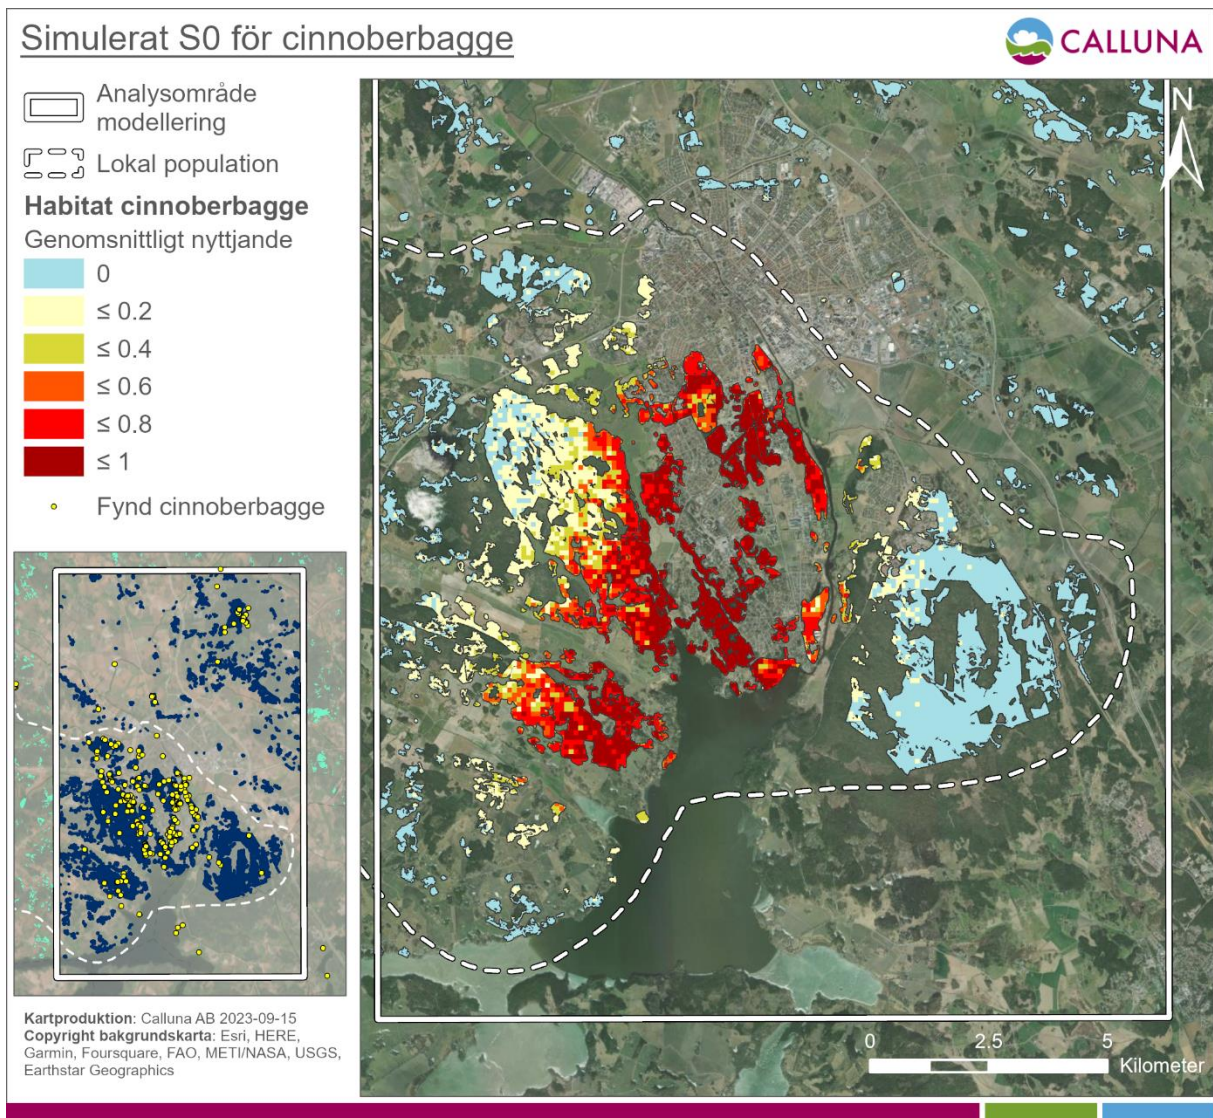 Simulerat S0 för cinnoberbagge
CALLUNA
Analysområde
modellering
Lokal population
Habitat cinnoberbagge
Genomsnittligt nyttjande
0
≤ 0.2
≤ 0.4
≤ 0.6
≤ 0.8
≤ 1
Fynd cinnoberbagge
N
0 2.5 5
Kilometer
Kartproduktion: Calluna AB 2023-09-15
Copyright bakgrundskarta: Esri, HERE,
Garmin, Foursquare, FAO, METI/NASA, USGS,
Earthstar Geographics